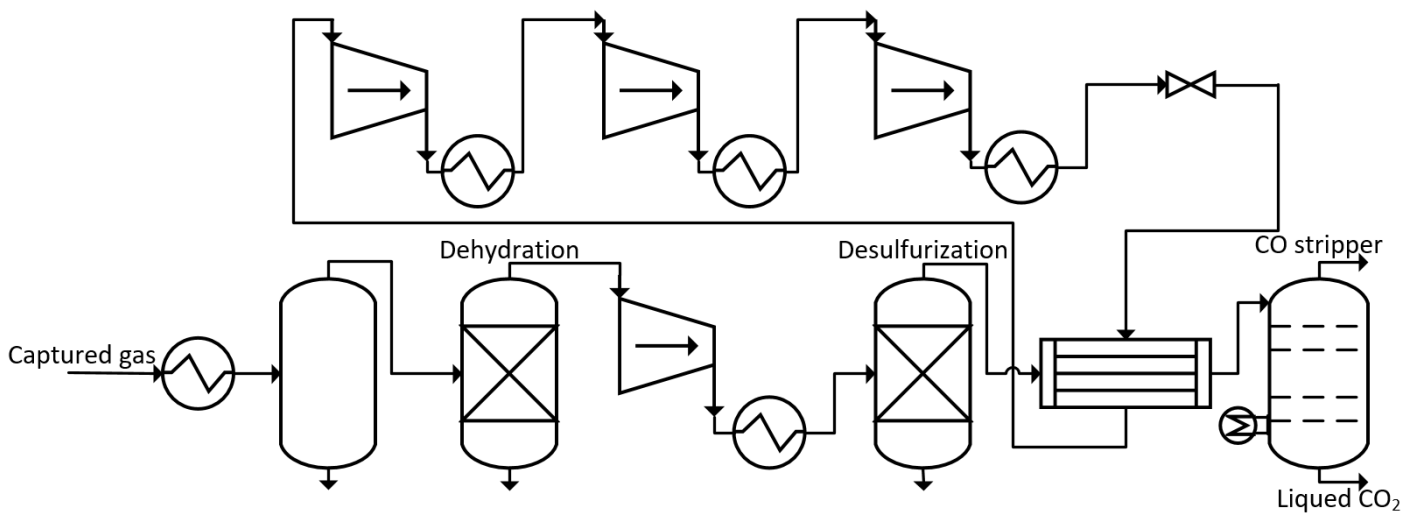 Dehydration
Desulfurization
CO stripper
Captured gas
Liqued CO₂